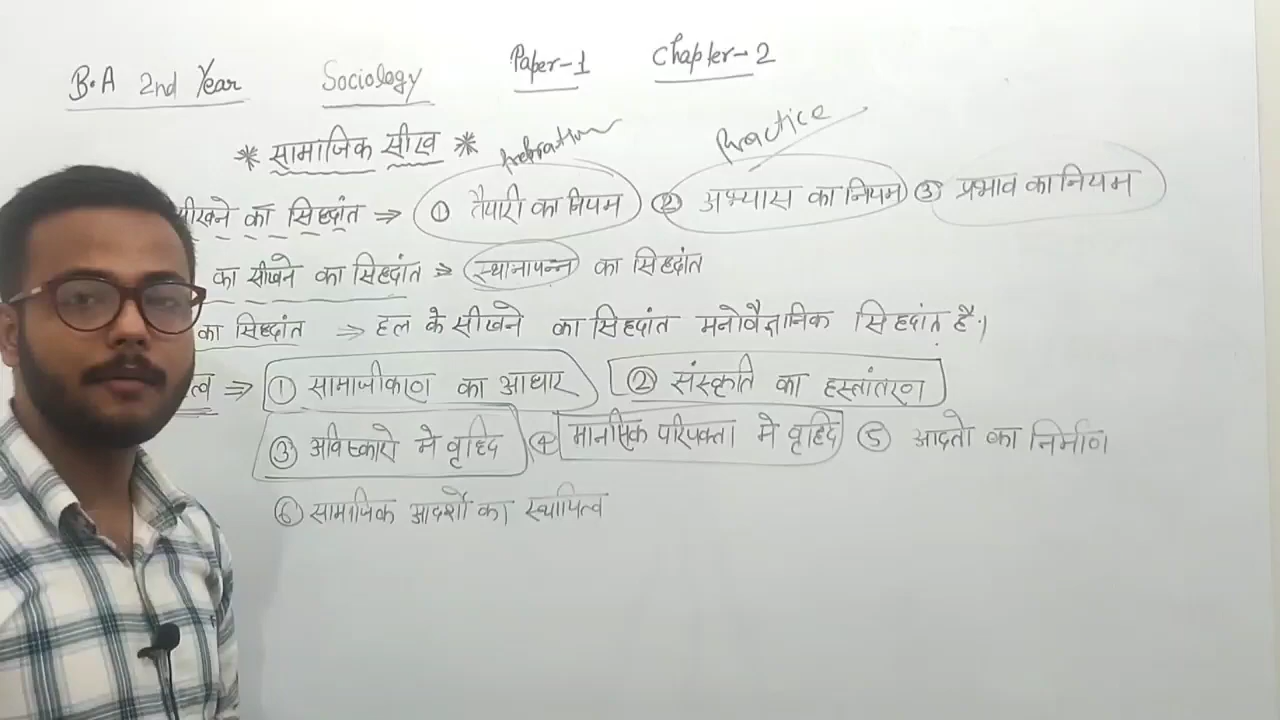 B.A 2nd Year Sociology Paper-1 Chapter-2
* सामाजिक सीख *
Practice
सीखने का सिध्दांत ⇒ ① तैयारी का नियम ② अभ्यास का नियम ③ प्रभाव का नियम
का सीखने का सिध्दांत ⇒ स्थानापन्न का सिध्दांत
का सिध्दांत ⇒ हल के सीखने का सिध्दांत मनोवैज्ञानिक सिध्दांत है।
त्व ⇒ ① सामाजीकरण का आधार ② संस्कृति का हस्तांतरण
③ अविस्कारो मे वृध्दि ④ मानसिक परिपक्ता मे वृध्दि ⑤ आदतो का निर्माण
⑥ सामाजिक आदर्शो का स्थायित्व